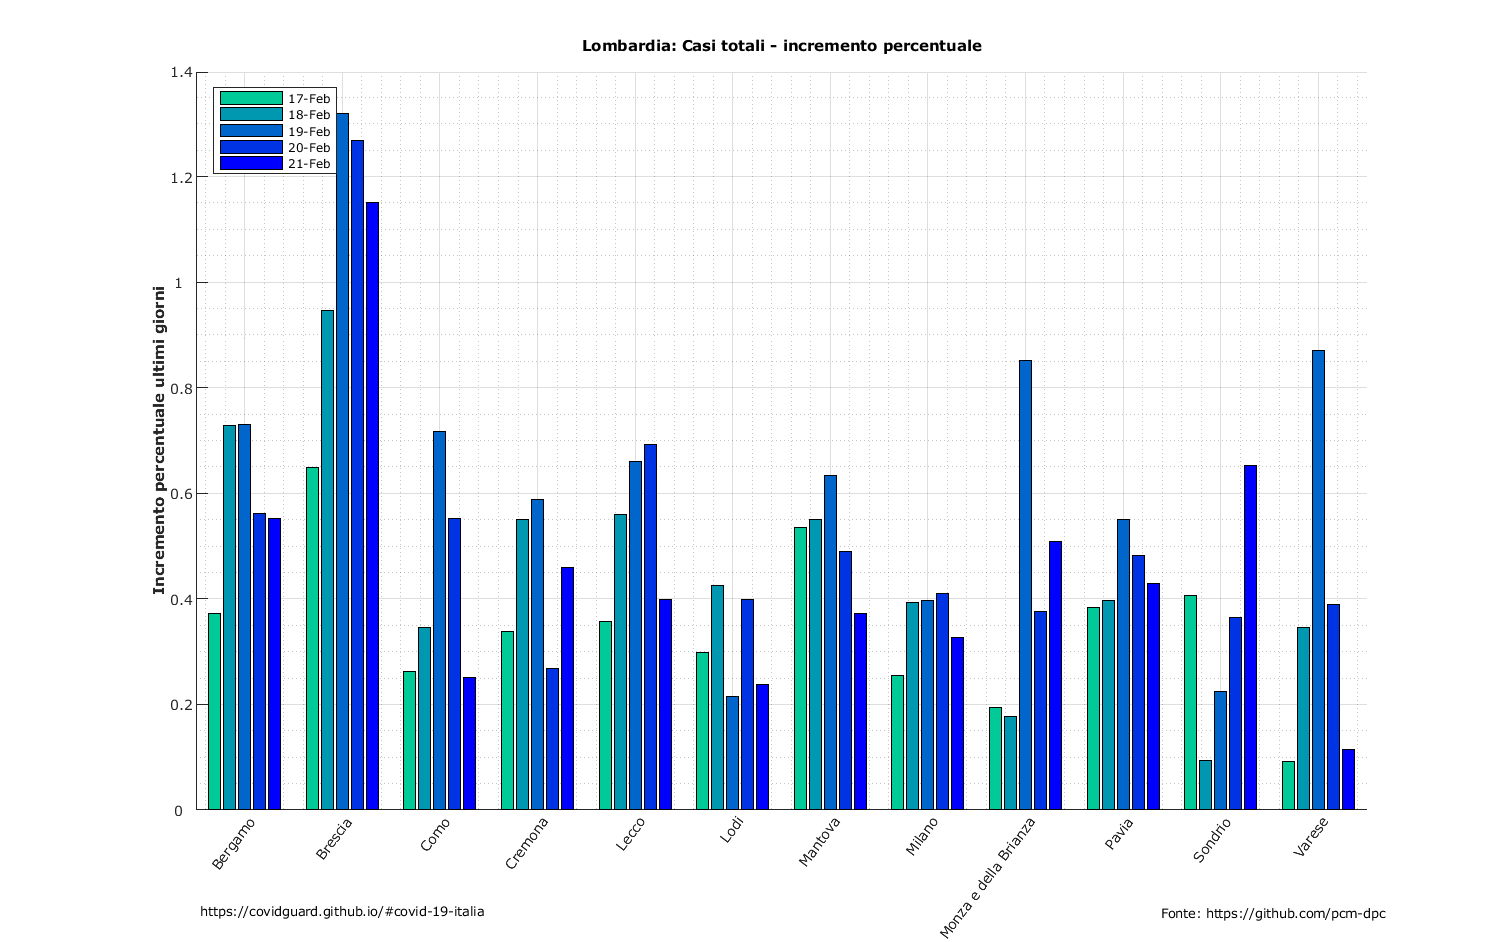 Lombardia: Casi totali - incremento percentuale
Incremento percentuale ultimi giorni
1.4
1.2
1
0.8
0.6
0.4
0.2
0
17-Feb
18-Feb
19-Feb
20-Feb
21-Feb
Bergamo
Brescia
Como
Cremona
Lecco
Lodi
Mantova
Milano
Monza e della Brianza
Pavia
Sondrio
Varese
https://covidguard.github.io/#covid-19-italia
Fonte: https://github.com/pcm-dpc